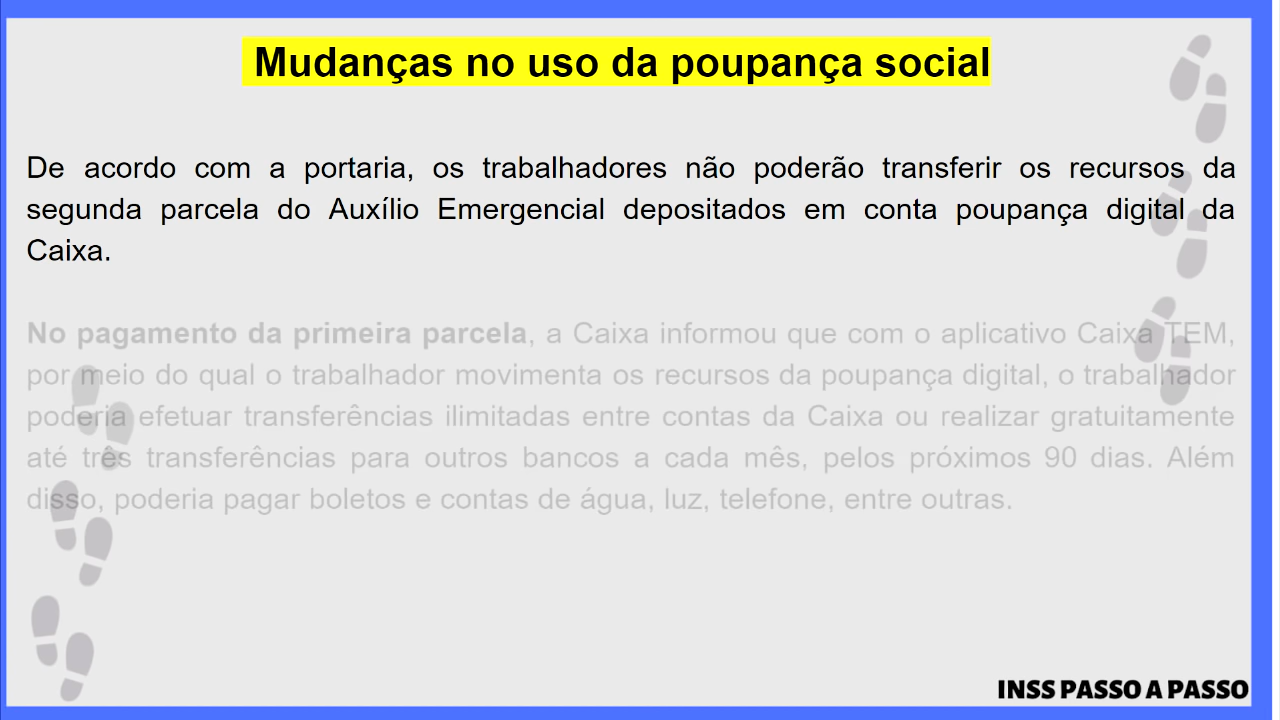 Mudanças no uso da poupança social
De acordo com a portaria, os trabalhadores não poderão transferir os recursos da
segunda parcela do Auxílio Emergencial depositados em conta poupança digital da
Caixa.
No pagamento da primeira parcela, a Caixa informou que com o aplicativo Caixa TEM,
por meio do qual o trabalhador movimenta os recursos da poupança digital, o trabalhador
poderia efetuar transferências ilimitadas entre contas da Caixa ou realizar gratuitamente
até três transferências para outros bancos a cada mês, pelos próximos 90 dias. Além
disso, poderia pagar boletos e contas de água, luz, telefone, entre outras.
INSS PASSO A PASSO